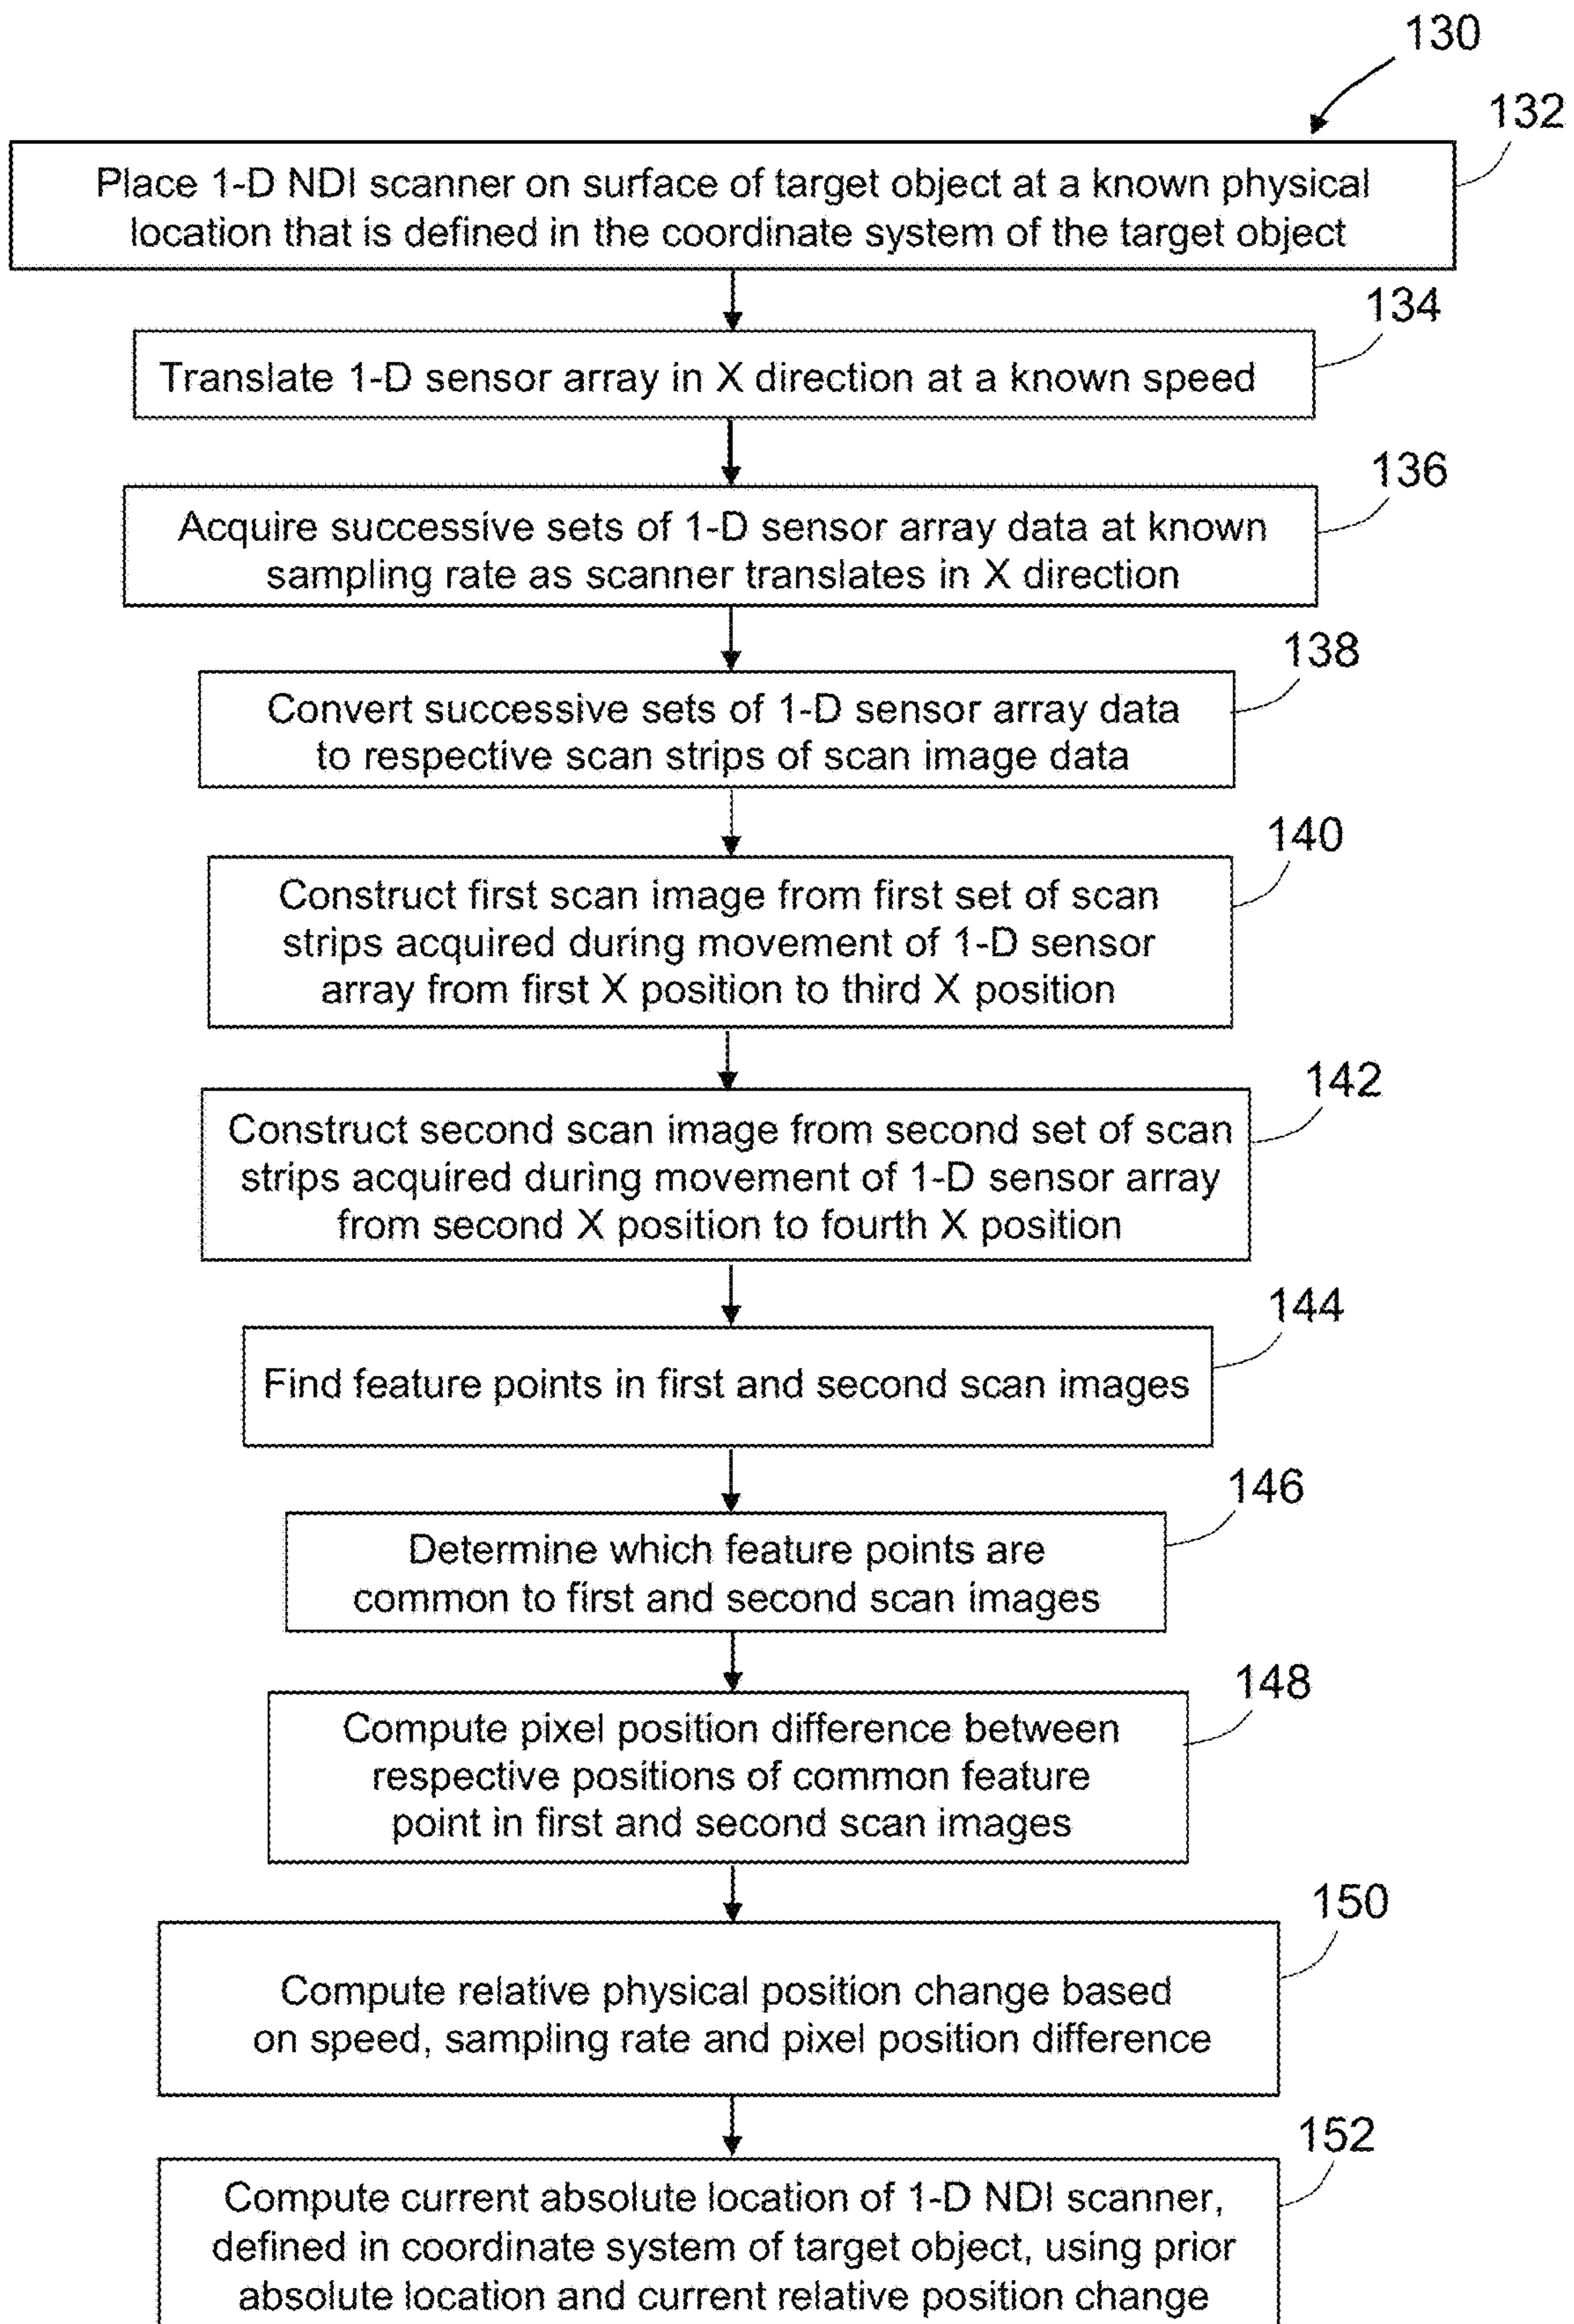 130
132
Place 1-D NDI scanner on surface of target object at a known physical
location that is defined in the coordinate system of the target object
134
Translate 1-D sensor array in X direction at a known speed
136
Acquire successive sets of 1-D sensor array data at known
sampling rate as scanner translates in X direction
138
Convert successive sets of 1-D sensor array data
to respective scan strips of scan image data
140
Construct first scan image from first set of scan
strips acquired during movement of 1-D sensor
array from first X position to third X position
142
Construct second scan image from second set of scan
strips acquired during movement of 1-D sensor array
from second X position to fourth X position
144
Find feature points in first and second scan images
146
Determine which feature points are
common to first and second scan images
148
Compute pixel position difference between
respective positions of common feature
point in first and second scan images
150
Compute relative physical position change based
on speed, sampling rate and pixel position difference
152
Compute current absolute location of 1-D NDI scanner,
defined in coordinate system of target object, using prior
absolute location and current relative position change